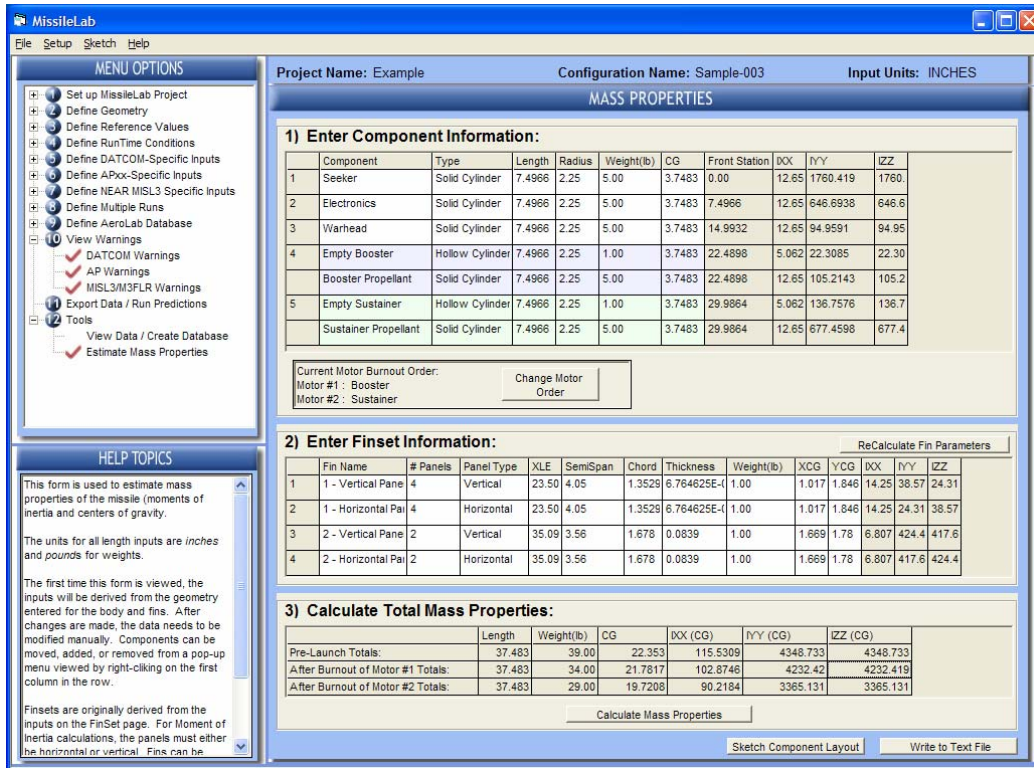 MissileLab
File Setup Sketch Help
MENU OPTIONS
1 Set up MissileLab Project
2 Define Geometry
3 Define Reference Values
4 Define RunTime Conditions
5 Define DATCOM-Specific Inputs
6 Define APxx-Specific Inputs
7 Define NEAR MISL3 Specific Inputs
8 Define Multiple Runs
9 Define AeroLab Database
10 View Warnings
DATCOM Warnings
AP Warnings
MISL3/M3FLR Warnings
11 Export Data / Run Predictions
12 Tools
View Data / Create Database
Estimate Mass Properties
HELP TOPICS
This form is used to estimate mass
properties of the missile (moments of
inertia and centers of gravity.
The units for all length inputs are inches
and pounds for weights.
The first time this form is viewed, the
inputs will be derived from the geometry
entered for the body and fins. After
changes are made, the data needs to be
modified manually. Components can be
moved, added, or removed from a pop-up
menu viewed by right-cliking on the first
column in the row.
Finsets are originally derived from the
inputs on the FinSet page. For Moment of
Inertia calculations, the panels must either
be horizontal or vertical. Fins can be
Project Name: Example Configuration Name: Sample-003 Input Units: INCHES
MASS PROPERTIES
1) Enter Component Information:
Component Type Length Radius Weight(lb) CG Front Station IXX IYY IZZ
1 Seeker Solid Cylinder 7.4966 2.25 5.00 3.7483 0.00 12.65 1760.419 1760.
2 Electronics Solid Cylinder 7.4966 2.25 5.00 3.7483 7.4966 12.65 646.6938 646.6
3 Warhead Solid Cylinder 7.4966 2.25 5.00 3.7483 14.9932 12.65 94.9591 94.95
4 Empty Booster Hollow Cylinder 7.4966 2.25 1.00 3.7483 22.4898 5.062 22.3085 22.30
Booster Propellant Solid Cylinder 7.4966 2.25 5.00 3.7483 22.4898 12.65 105.2143 105.2
5 Empty Sustainer Hollow Cylinder 7.4966 2.25 1.00 3.7483 29.9864 5.062 136.7576 136.7
Sustainer Propellant Solid Cylinder 7.4966 2.25 5.00 3.7483 29.9864 12.65 677.4598 677.4
Current Motor Burnout Order:
Motor #1 : Booster
Motor #2 : Sustainer
Change Motor
Order
2) Enter Finset Information:
ReCalculate Fin Parameters
Fin Name # Panels Panel Type XLE SemiSpan Chord Thickness Weight(lb) XCG YCG IXX IYY IZZ
1 1 - Vertical Pane 4 Vertical 23.50 4.05 1.3529 6.764625E-( 1.00 1.017 1.846 14.25 38.57 24.31
2 1 - Horizontal Pai 4 Horizontal 23.50 4.05 1.3529 6.764625E-( 1.00 1.017 1.846 14.25 24.31 38.57
3 2 - Vertical Pane 2 Vertical 35.09 3.56 1.678 0.0839 1.00 1.669 1.78 6.807 424.4 417.6
4 2 - Horizontal Pai 2 Horizontal 35.09 3.56 1.678 0.0839 1.00 1.669 1.78 6.807 417.6 424.4
3) Calculate Total Mass Properties:
Length Weight(lb) CG IXX (CG) IYY (CG) IZZ (CG)
Pre-Launch Totals: 37.483 39.00 22.353 115.5309 4348.733 4348.733
After Burnout of Motor #1 Totals: 37.483 34.00 21.7817 102.8746 4232.42 4232.419
After Burnout of Motor #2 Totals: 37.483 29.00 19.7208 90.2184 3365.131 3365.131
Calculate Mass Properties
Sketch Component Layout Write to Text File